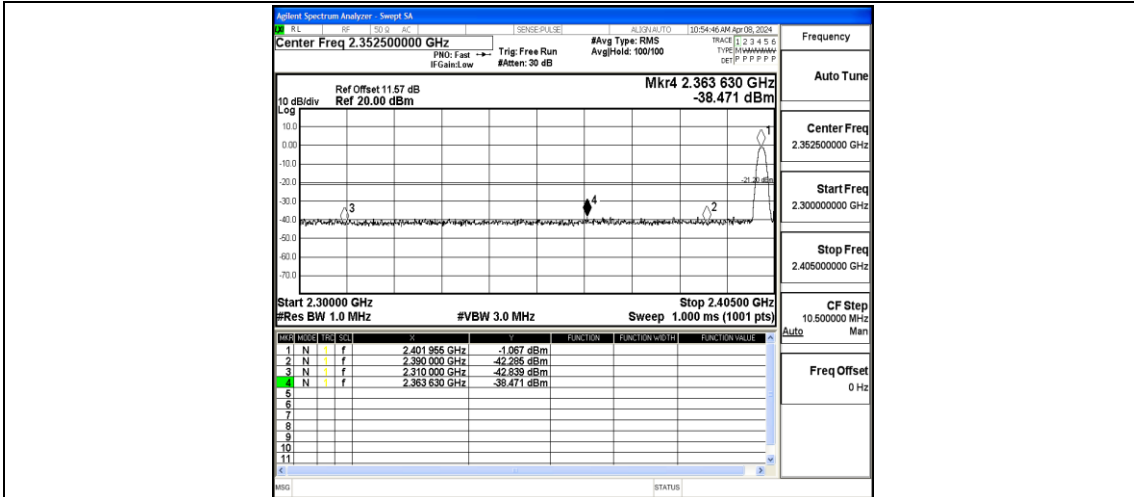 Agilent Spectrum Analyzer - Swept SA
RL RF 50 Ω AC SENSE:PULSE ALIGN AUTO 10:54:46 AM Apr 08, 2024
Center Freq 2.352500000 GHz #Avg Type: RMS TRACE 1 2 3 4 5 6
PNO: Fast Trig: Free Run Avg|Hold: 100/100 TYPE MWWWWW
IFGain:Low #Atten: 30 dB DET P P P P P P
Mkr4 2.363 630 GHz
-38.471 dBm
Ref Offset 11.57 dB
10 dB/div Ref 20.00 dBm
Log
10.0
0.00
-10.0
-20.0
-30.0
-40.0
-50.0
-60.0
-70.0
1
-21.20 dBm
3
4
2
Start 2.30000 GHz Stop 2.40500 GHz
#Res BW 1.0 MHz #VBW 3.0 MHz Sweep 1.000 ms (1001 pts)
MKR MODE TRC SCL X Y FUNCTION FUNCTION WIDTH FUNCTION VALUE
1 N 1 f 2.401 955 GHz -1.067 dBm
2 N 1 f 2.390 000 GHz -42.285 dBm
3 N 1 f 2.310 000 GHz -42.839 dBm
4 N 1 f 2.363 630 GHz -38.471 dBm
5
6
7
8
9
10
11
MSG STATUS
Frequency
Auto Tune
Center Freq
2.352500000 GHz
Start Freq
2.300000000 GHz
Stop Freq
2.405000000 GHz
CF Step
10.500000 MHz
Auto Man
Freq Offset
0 Hz